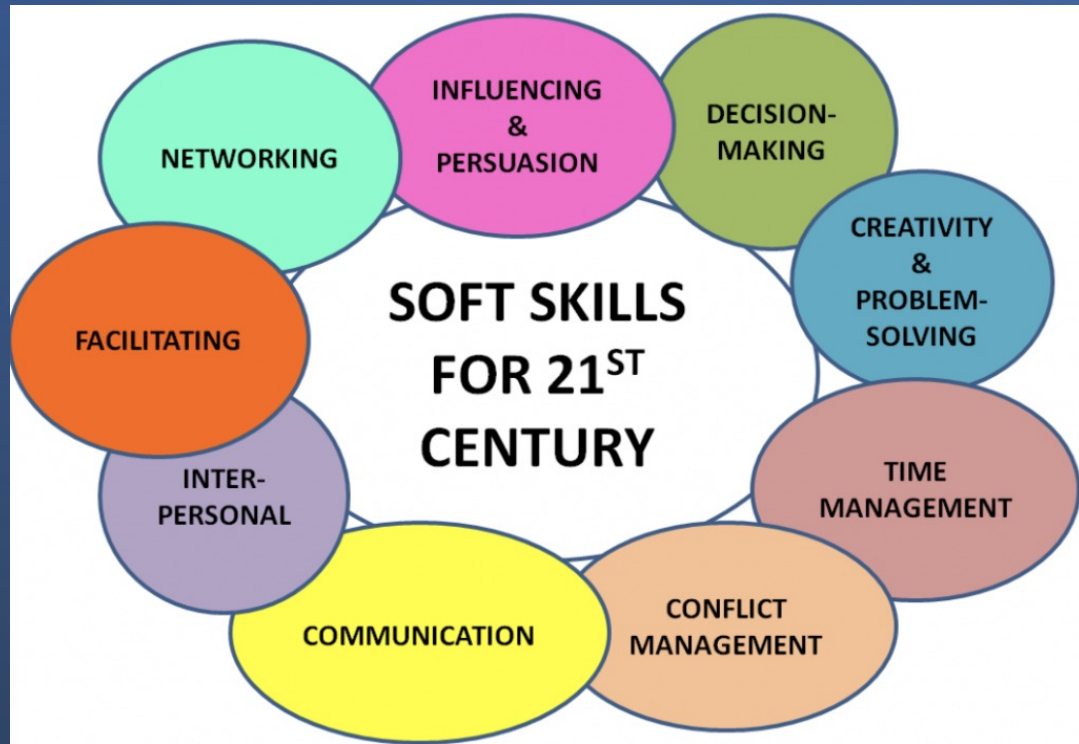 SOFT SKILLS
FOR 21ST
CENTURY
INFLUENCING
&
PERSUASION
DECISION-
MAKING
CREATIVITY
&
PROBLEM-
SOLVING
TIME
MANAGEMENT
CONFLICT
MANAGEMENT
COMMUNICATION
INTER-
PERSONAL
FACILITATING
NETWORKING